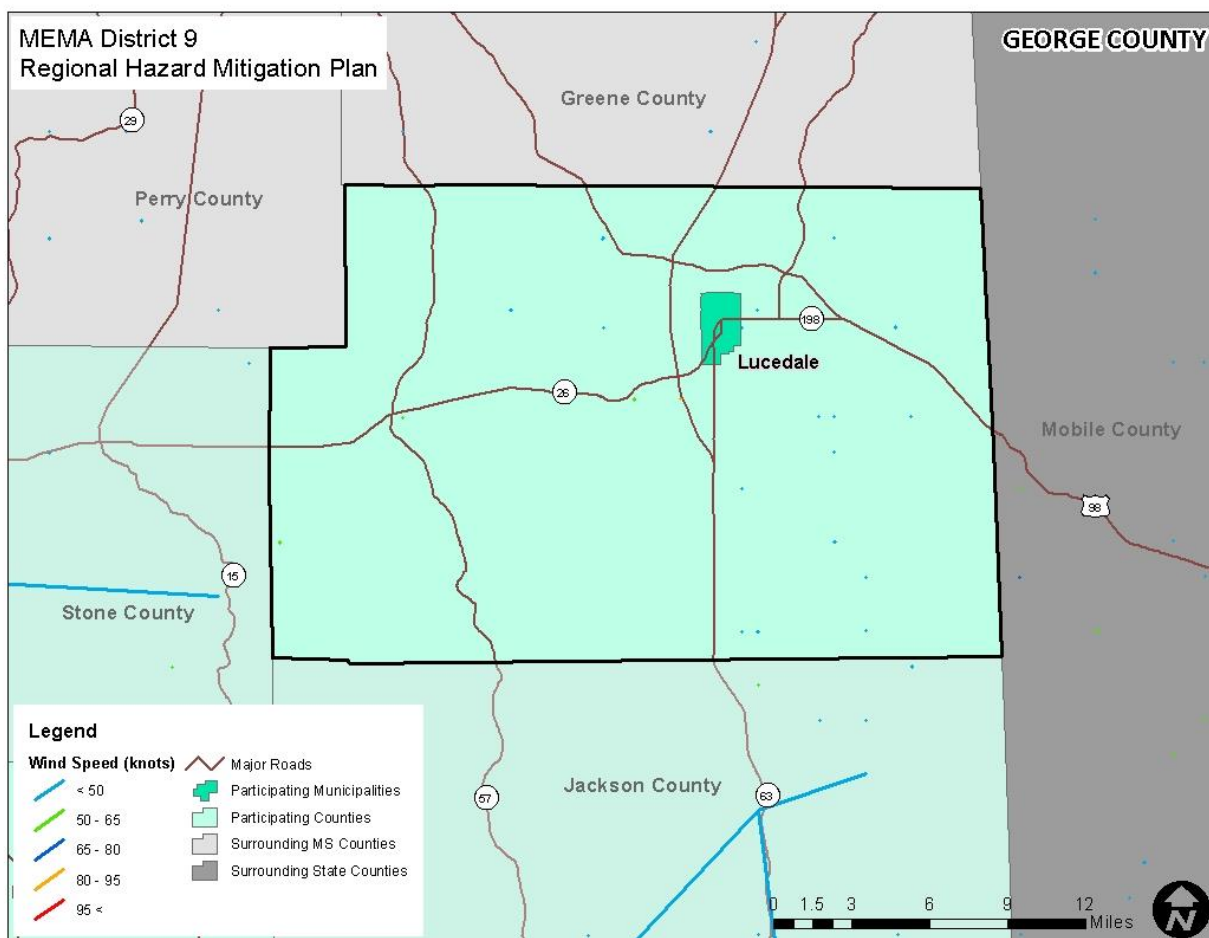 MEMA District 9
Regional Hazard Mitigation Plan
GEORGE COUNTY
Greene County
29
Perry County
198
Lucedale
26
Mobile County
98
15
Stone County
Jackson County
57
63
Legend
Wind Speed (knots)
< 50
50 - 65
65 - 80
80 - 95
95 <
Major Roads
Participating Municipalities
Participating Counties
Surrounding MS Counties
Surrounding State Counties
0 1.5 3 6 9 12
Miles
N